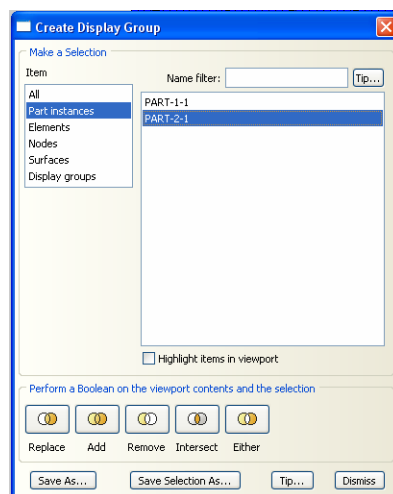 Create Display Group
Make a Selection
Item
Name filter:
Tip...
All
Part instances
Elements
Nodes
Surfaces
Display groups
PART-1-1
PART-2-1
Highlight items in viewport
Perform a Boolean on the viewport contents and the selection
Replace Add Remove Intersect Either
Save As... Save Selection As... Tip... Dismiss